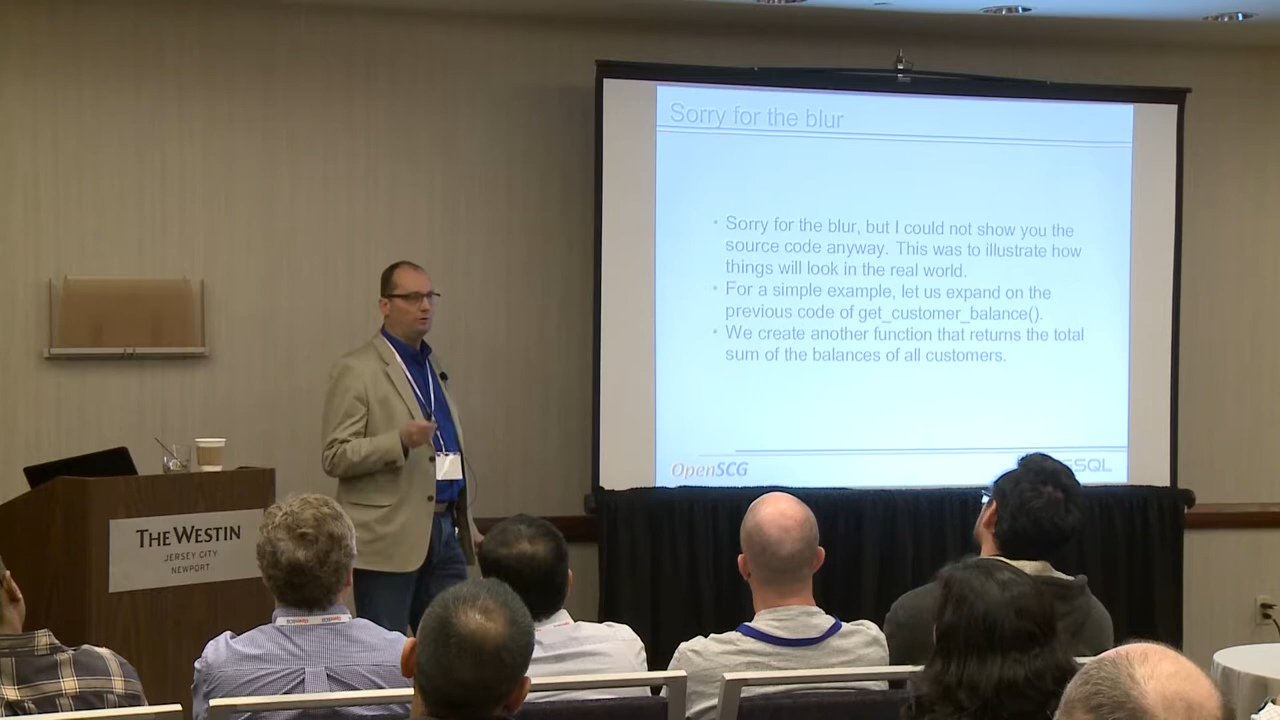 Sorry for the blur
• Sorry for the blur, but I could not show you the
source code anyway. This was to illustrate how
things will look in the real world.
• For a simple example, let us expand on the
previous code of get_customer_balance().
• We create another function that returns the total
sum of the balances of all customers.
OpenSCG
THE WESTIN
JERSEY CITY
NEWPORT